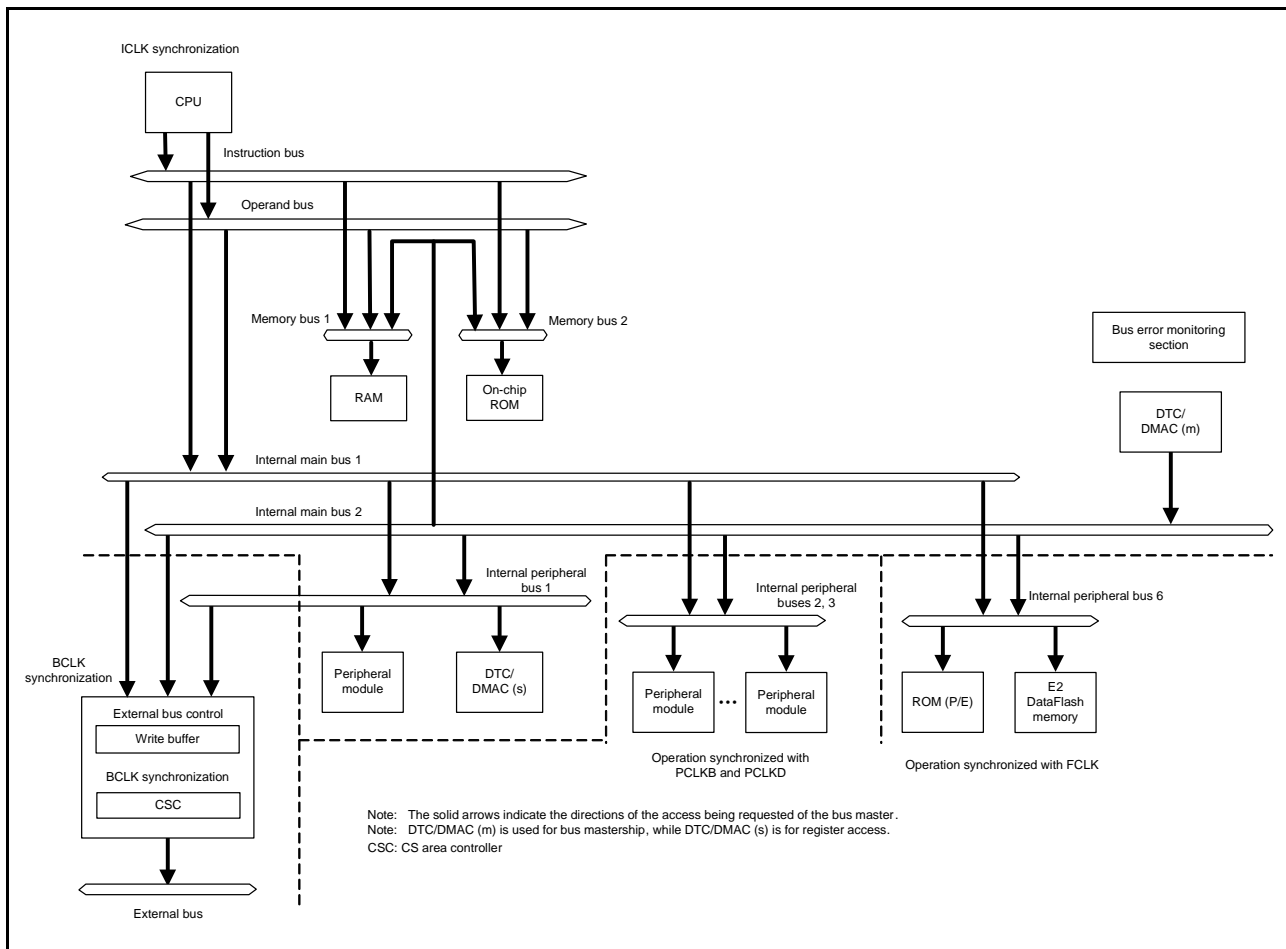 ICLK synchronization
CPU
Instruction bus
Operand bus
Memory bus 1
Memory bus 2
RAM
On-chip
ROM
Bus error monitoring
section
DTC/
DMAC (m)
Internal main bus 1
Internal main bus 2
Internal peripheral
bus 1
Internal peripheral
buses 2, 3
Internal peripheral bus 6
BCLK
synchronization
Peripheral
module
DTC/
DMAC (s)
Peripheral
module
...
Peripheral
module
ROM (P/E)
E2
DataFlash
memory
External bus control
Write buffer
BCLK synchronization
CSC
Operation synchronized with
PCLKB and PCLKD
Operation synchronized with FCLK
Note: The solid arrows indicate the directions of the access being requested of the bus master.
Note: DTC/DMAC (m) is used for bus mastership, while DTC/DMAC (s) is for register access.
CSC: CS area controller
External bus